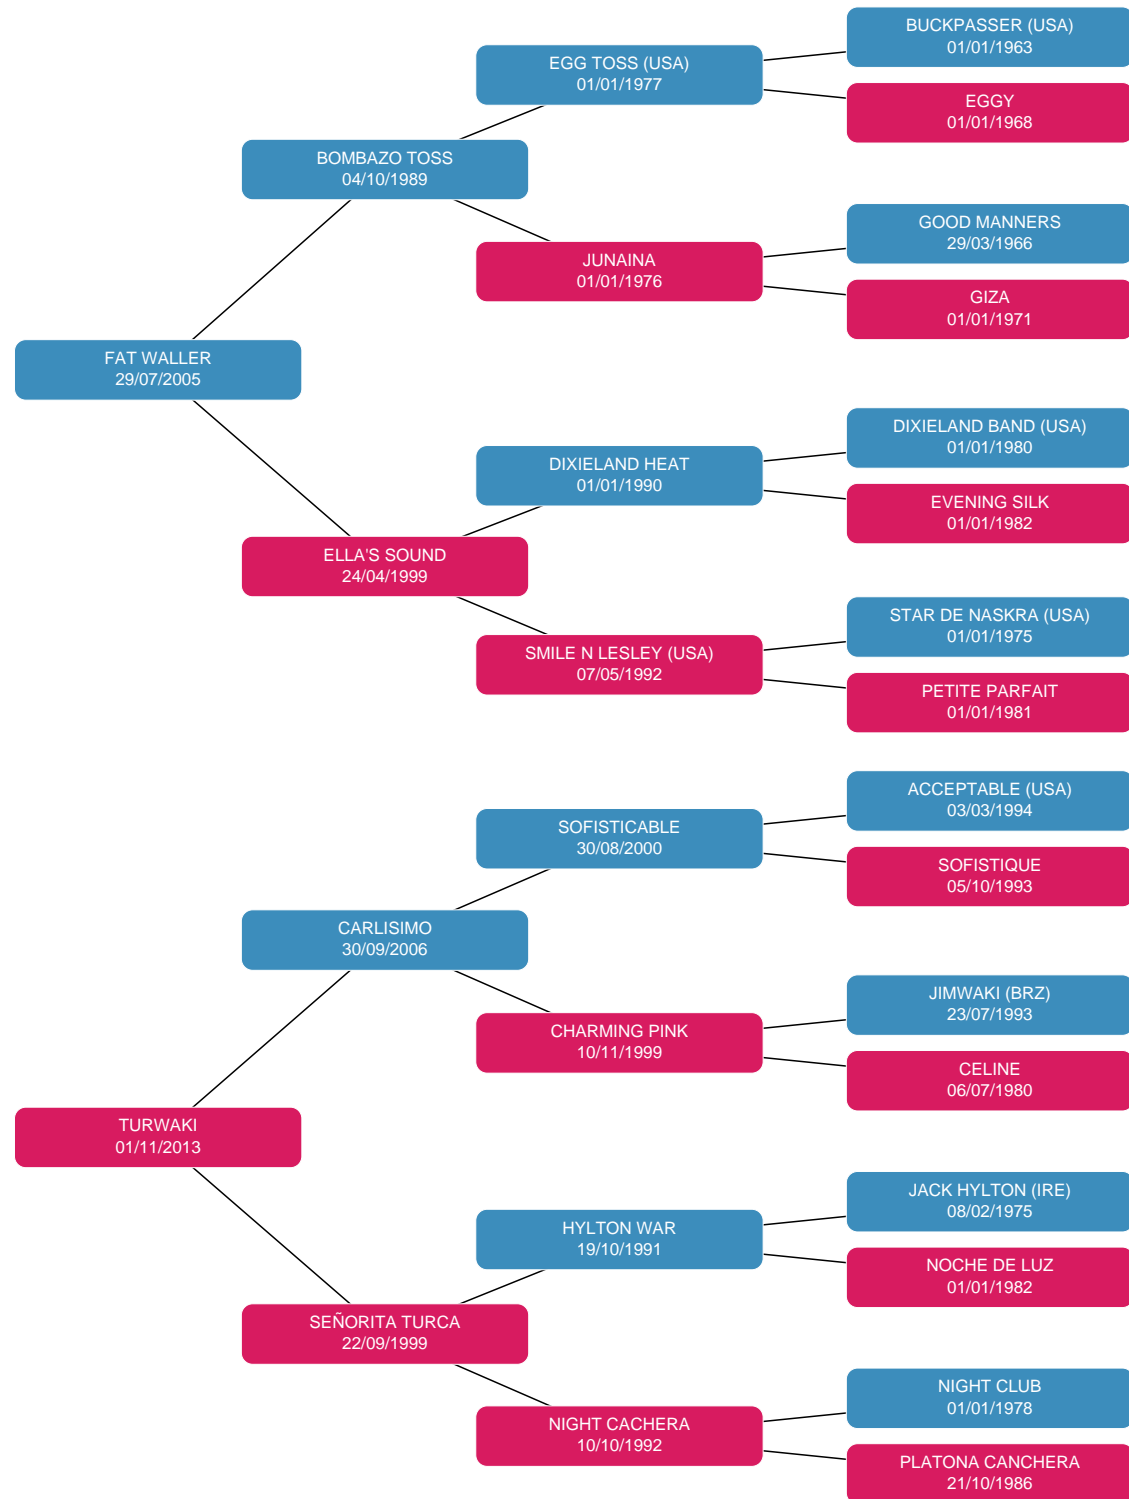 BUCKPASSER (USA)
01/01/1963
EGG TOSS (USA)
01/01/1977
EGGY
01/01/1968
BOMBAZO TOSS
04/10/1989
GOOD MANNERS
29/03/1966
JUNAINA
01/01/1976
GIZA
01/01/1971
FAT WALLER
29/07/2005
DIXIELAND BAND (USA)
01/01/1980
DIXIELAND HEAT
01/01/1990
EVENING SILK
01/01/1982
ELLA'S SOUND
24/04/1999
STAR DE NASKRA (USA)
01/01/1975
SMILE N LESLEY (USA)
07/05/1992
PETITE PARFAIT
01/01/1981
ACCEPTABLE (USA)
03/03/1994
SOFISTICABLE
30/08/2000
SOFISTIQUE
05/10/1993
CARLISIMO
30/09/2006
JIMWAKI (BRZ)
23/07/1993
CHARMING PINK
10/11/1999
CELINE
06/07/1980
TURWAKI
01/11/2013
JACK HYLTON (IRE)
08/02/1975
HYLTON WAR
19/10/1991
NOCHE DE LUZ
01/01/1982
SEÑORITA TURCA
22/09/1999
NIGHT CLUB
01/01/1978
NIGHT CACHERA
10/10/1992
PLATONA CANCHERA
21/10/1986